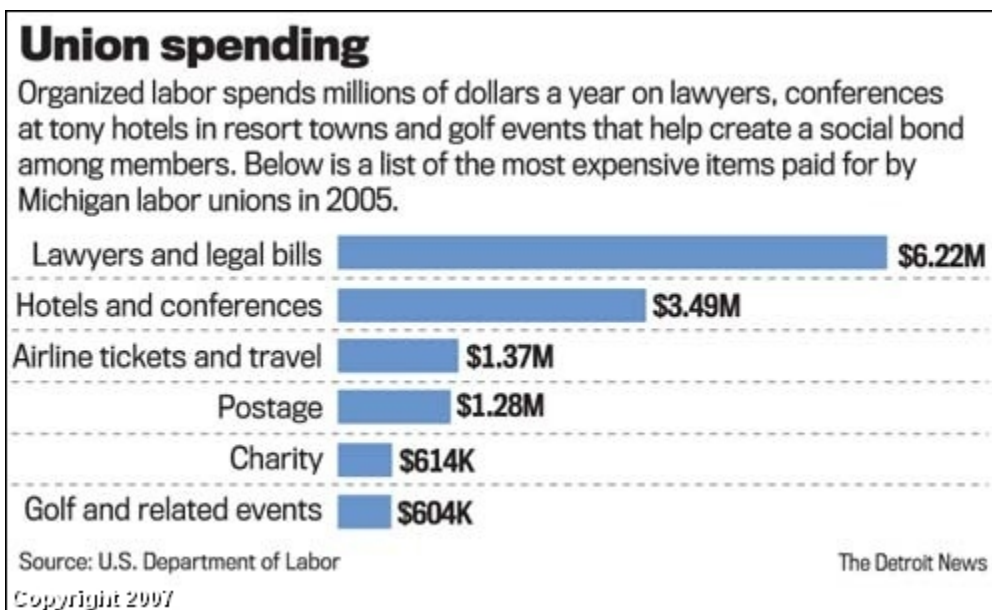 Union spending
Organized labor spends millions of dollars a year on lawyers, conferences
at tony hotels in resort towns and golf events that help create a social bond
among members. Below is a list of the most expensive items paid for by
Michigan labor unions in 2005.
Lawyers and legal bills $6.22M
Hotels and conferences $3.49M
Airline tickets and travel $1.37M
Postage $1.28M
Charity $614K
Golf and related events $604K
Source: U.S. Department of Labor The Detroit News
Copyright 2007